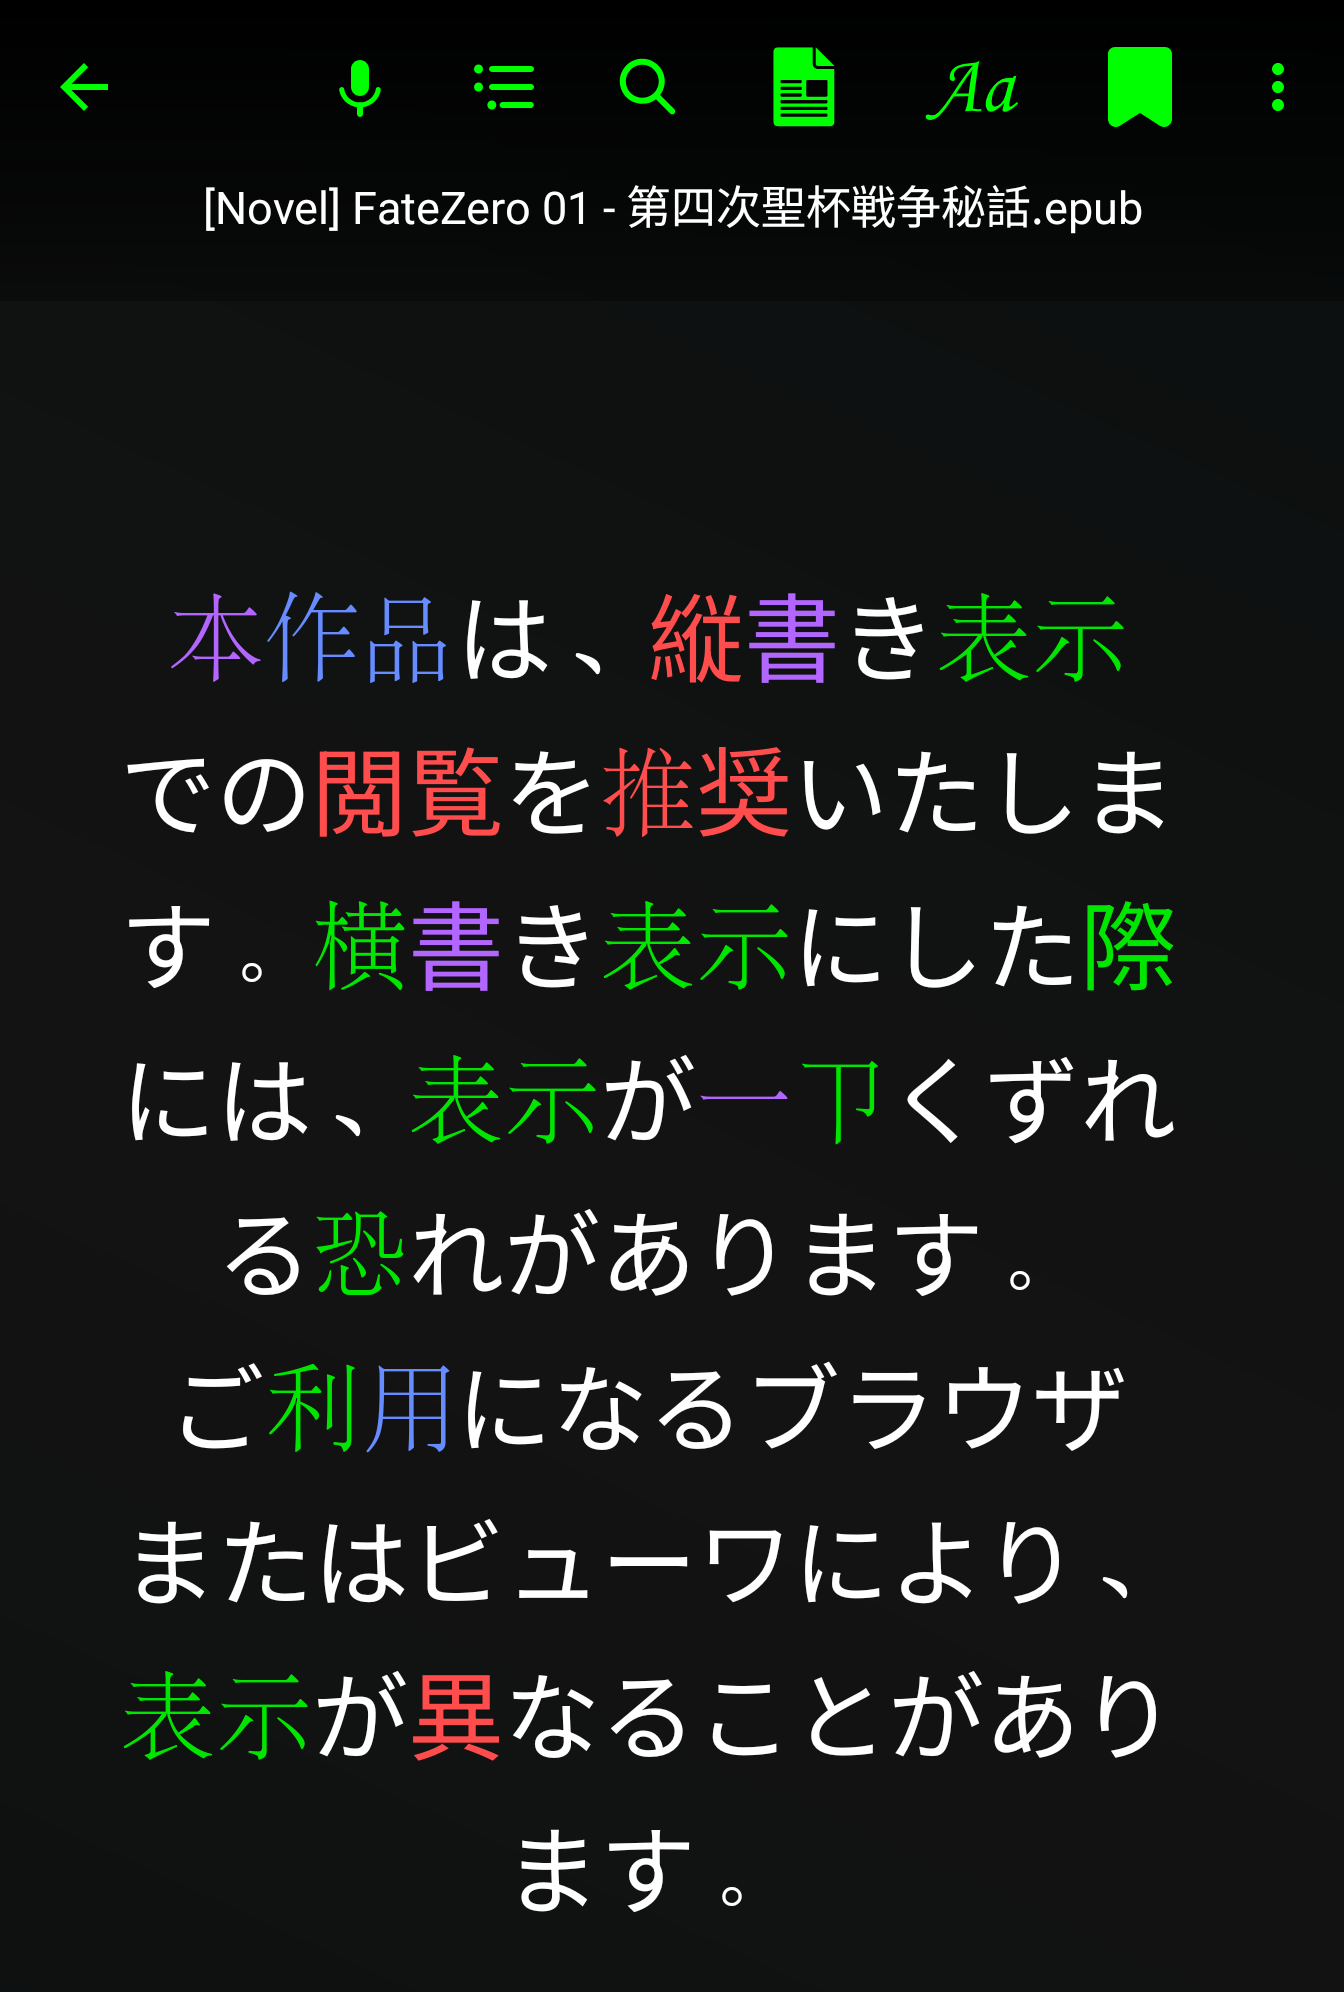 Aa
[Novel] FateZero 01 - 第四次聖杯戦争秘話.epub
本作品は、縦書き表示
での閲覧を推奨いたしま
す。横書き表示にした際
には、表示が一卩くずれ
る恐れがあります。
ご利用になるブラウザ
またはビューワにより、
表示が異なることがあり
ます。